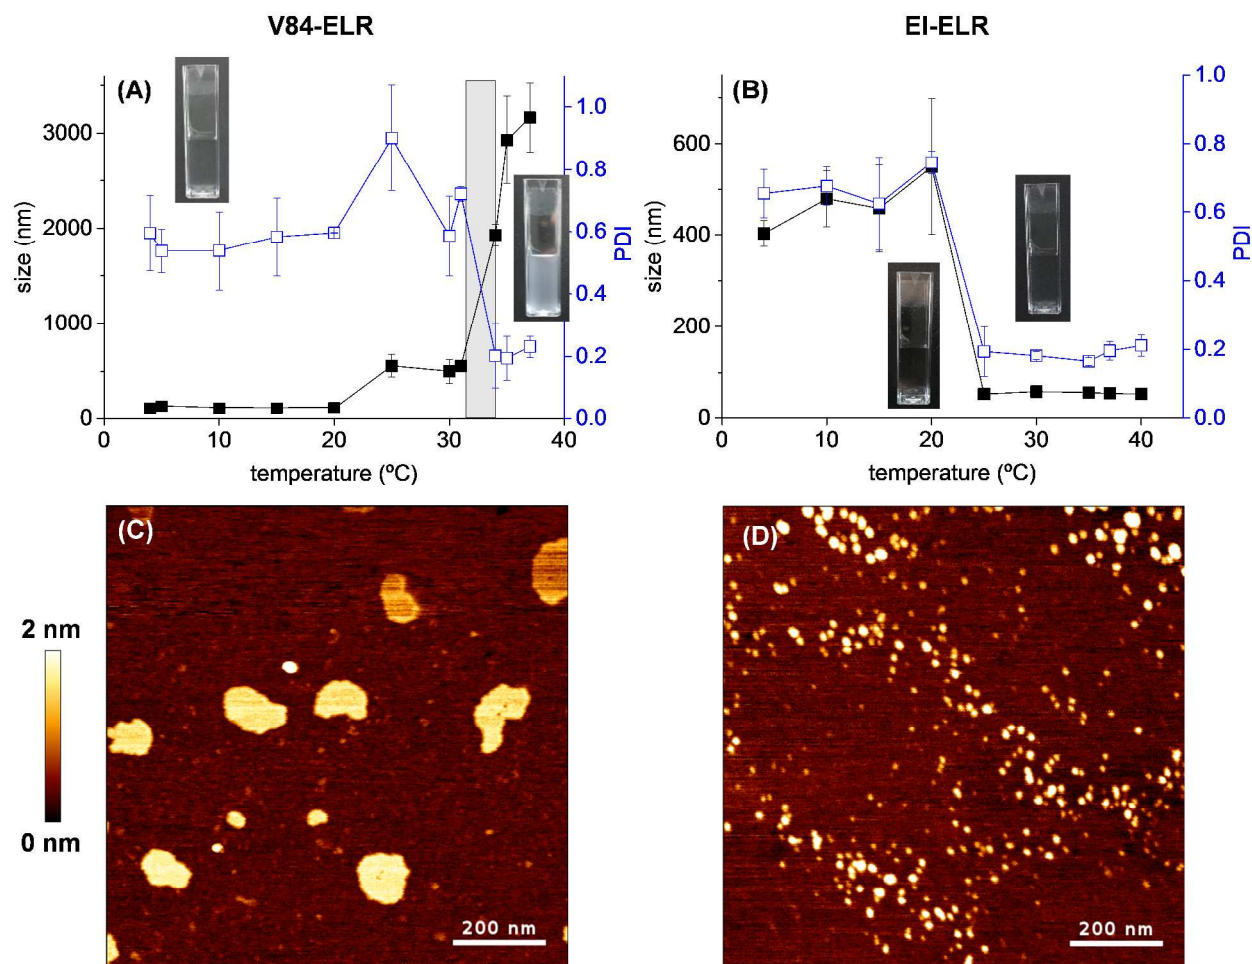 V84-ELR
EI-ELR
(A)
3000
2000
1000
0
size (nm)
0 10 20 30 40
temperature (ºC)
1.0
0.8
0.6
0.4
0.2
0.0
PDI
(B)
600
400
200
0
size (nm)
0 10 20 30 40
temperature (ºC)
1.0
0.8
0.6
0.4
0.2
0.0
PDI
2 nm
0 nm
(C)
200 nm
(D)
200 nm